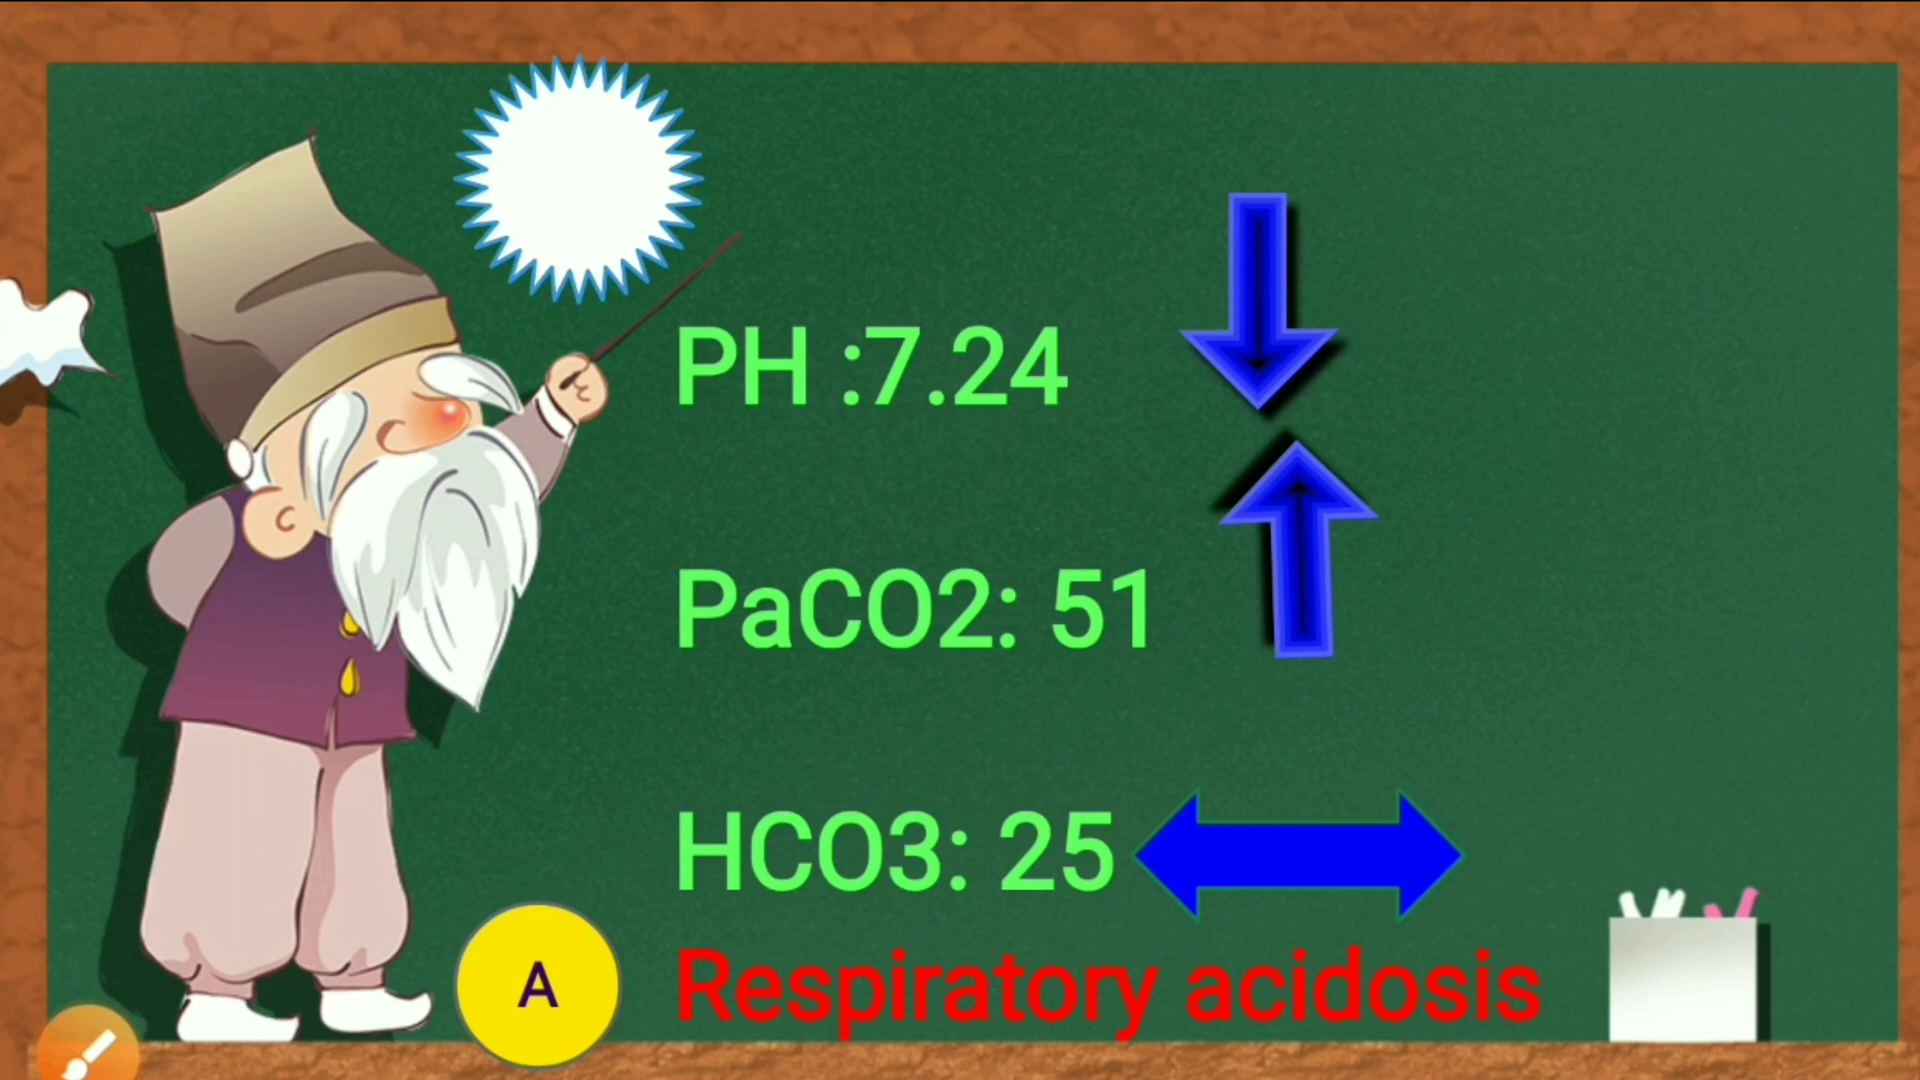 PH :7.24
PaCO2: 51
HCO3: 25
A
Respiratory acidosis